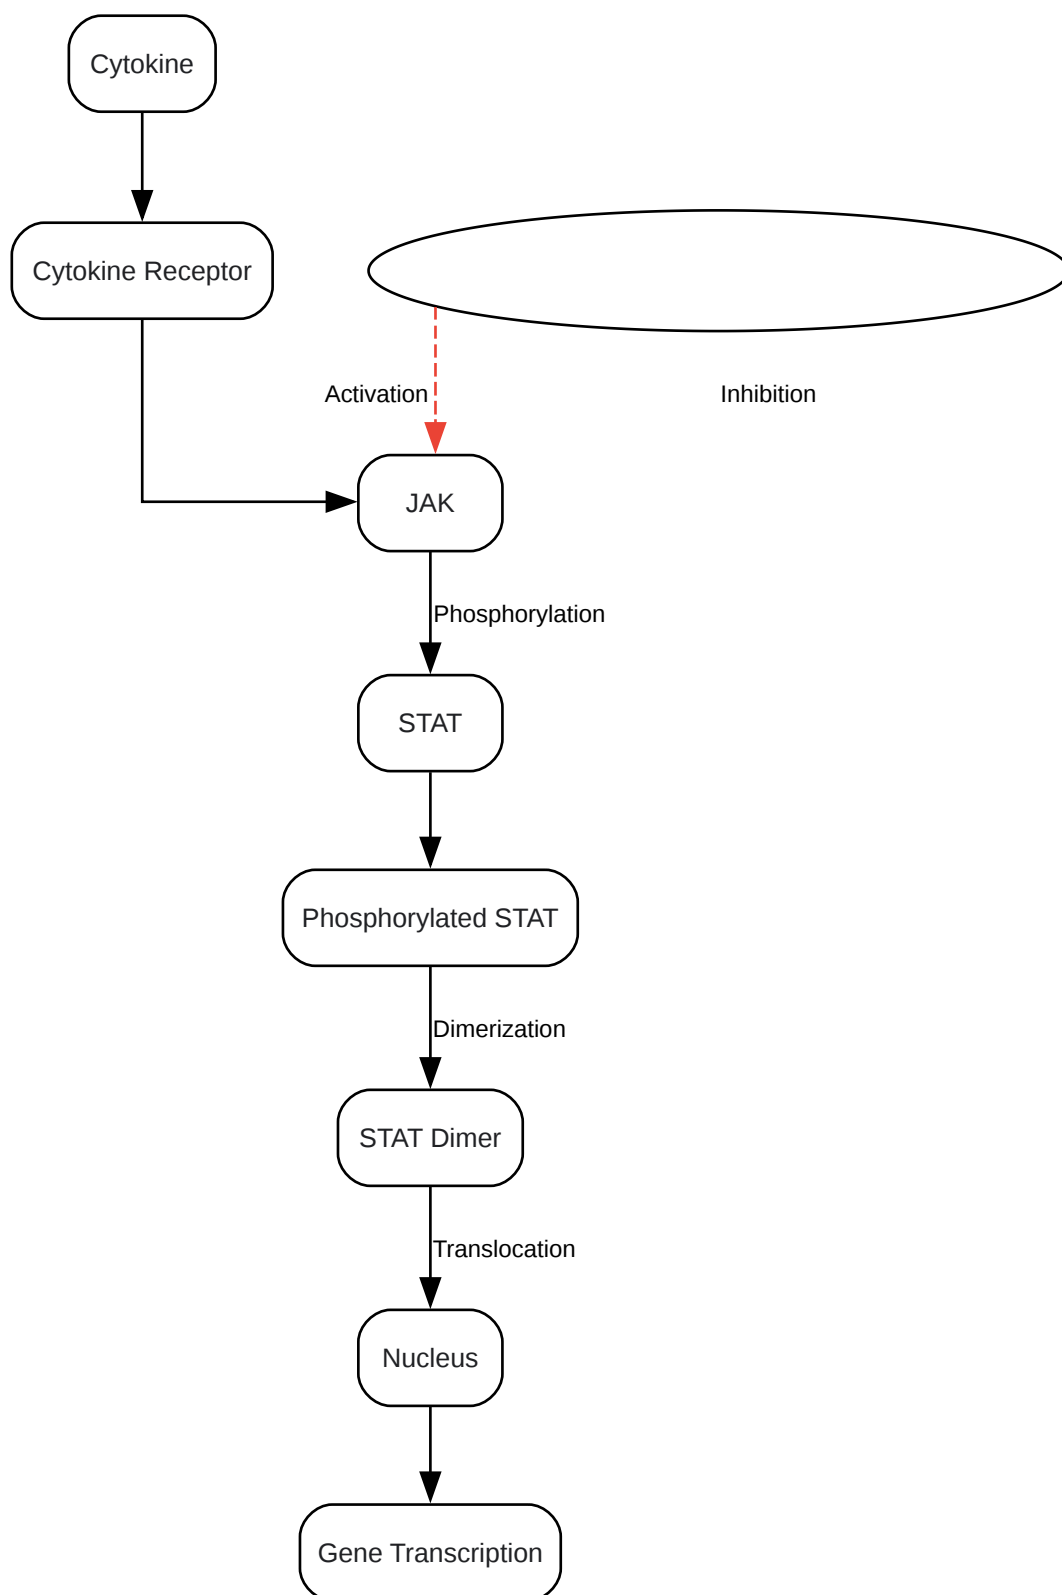 Cytokine
Cytokine Receptor
Activation
Inhibition
JAK
Phosphorylation
STAT
Phosphorylated STAT
Dimerization
STAT Dimer
Translocation
Nucleus
Gene Transcription